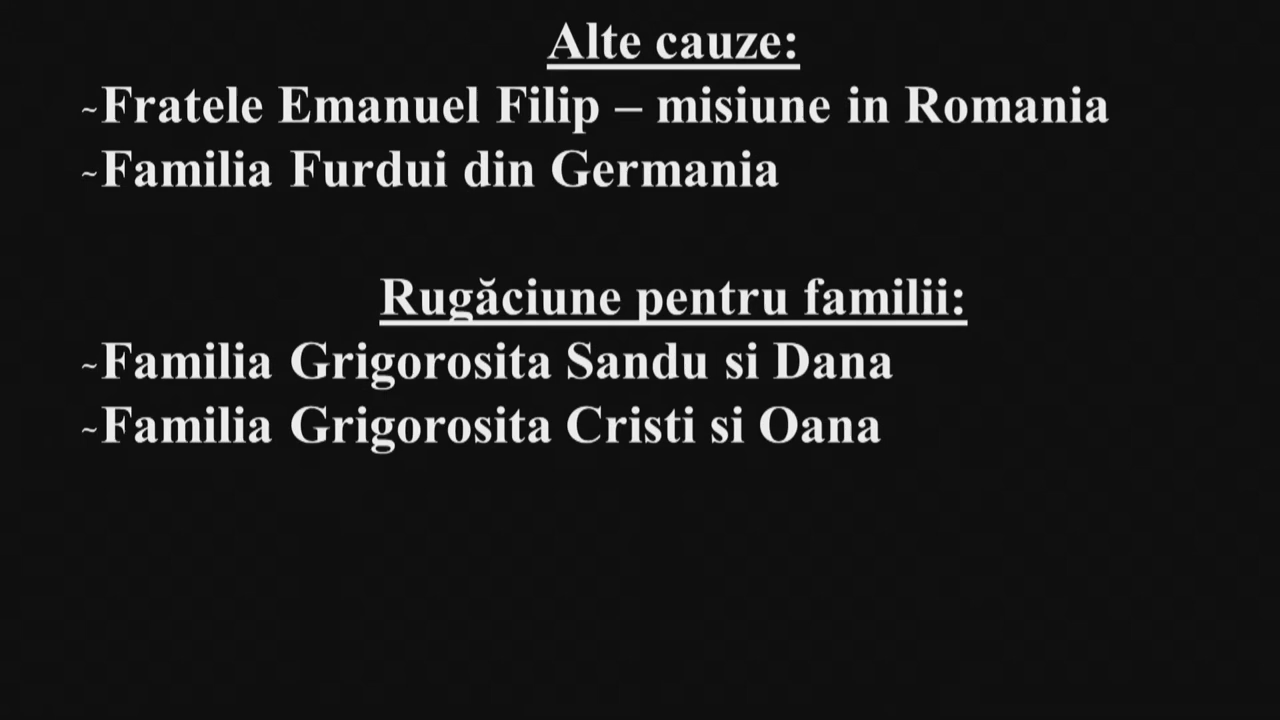 Alte cauze:
~Fratele Emanuel Filip – misiune in Romania
~Familia Furdui din Germania
Rugăciune pentru familii:
~Familia Grigorosita Sandu si Dana
~Familia Grigorosita Cristi si Oana